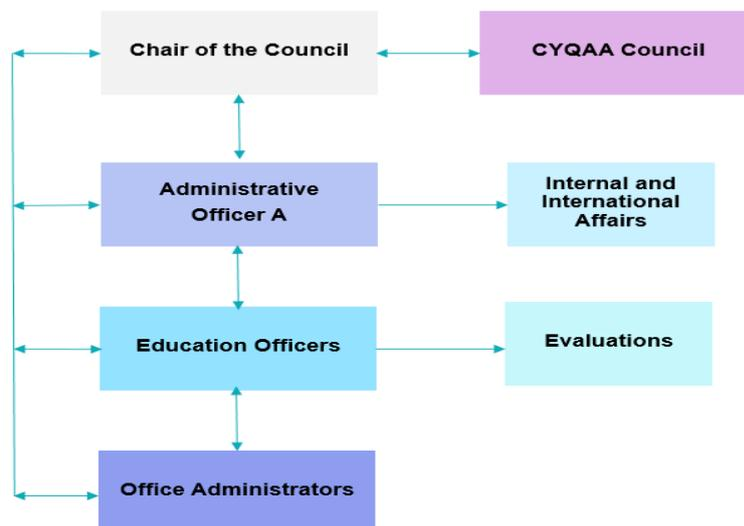 Chair of the Council
CYQAA Council
Administrative
Officer A
Internal and
International
Affairs
Education Officers
Evaluations
Office Administrators